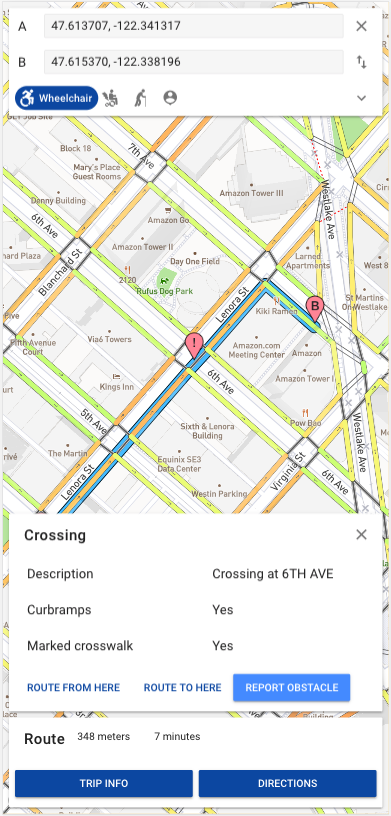 A
47.613707, -122.341317
B
47.615370, -122.338196
Wheelchair
Block 18
7th Ave
Mary's Place
Guest Rooms
Amazon Tower III
Denny Building
Amazon Go
6th Ave
Amazon Tower II
Day One Field
Larned
Apartments
West 8
Westlake Ave
Blanchard St
2120
Rufus Dog Park
Lenora St
Kiki Ramen
B
St Martins
On Westlake
Fifth Avenue
Court
Via6 Towers
!
Amazon.com
Meeting Center
Amazon
Kings Inn
6th Ave
Amazon Tower I
5th Ave
Sixth & Lenora
Building
Pow Bao
Westlake Ave
The Martin
Equinix SE3
Data Center
Virginia St
6th Ave
Lenora St
Westin Parking
Crossing
Description
Crossing at 6TH AVE
Curbramps
Yes
Marked crosswalk
Yes
ROUTE FROM HERE
ROUTE TO HERE
REPORT OBSTACLE
Route
348 meters
7 minutes
TRIP INFO
DIRECTIONS